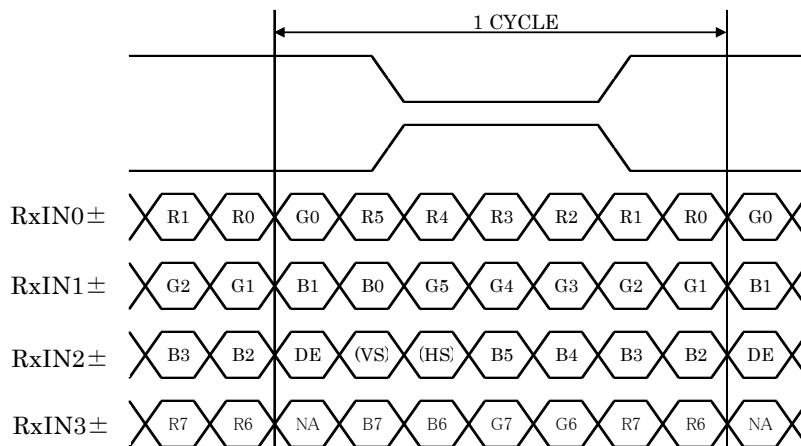 1 CYCLE
RxIN0± R1 R0 G0 R5 R4 R3 R2 R1 R0 G0
RxIN1± G2 G1 B1 B0 G5 G4 G3 G2 G1 B1
RxIN2± B3 B2 DE (VS) (HS) B5 B4 B3 B2 DE
RxIN3± R7 R6 NA B7 B6 G7 G6 R7 R6 NA